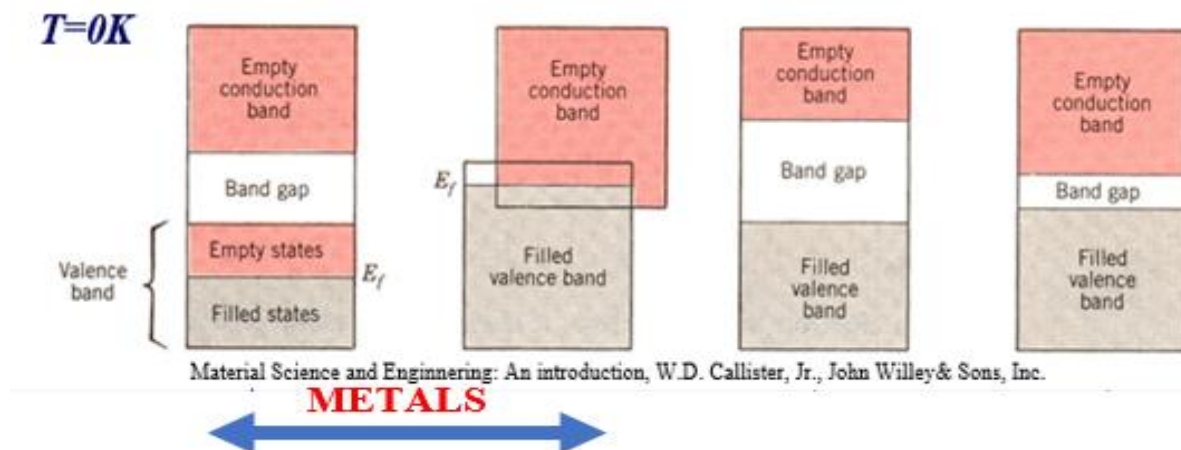 T=0K
Empty
conduction
band
Band gap
Empty states
Filled states
Valence
band
E_f
Empty
conduction
band
E_f
Filled
valence band
Empty
conduction
band
Band gap
Filled
valence
band
Empty
conduction
band
Band gap
Filled
valence
band
Material Science and Enginnering: An introduction, W.D. Callister, Jr., John Willey& Sons, Inc.
METALS